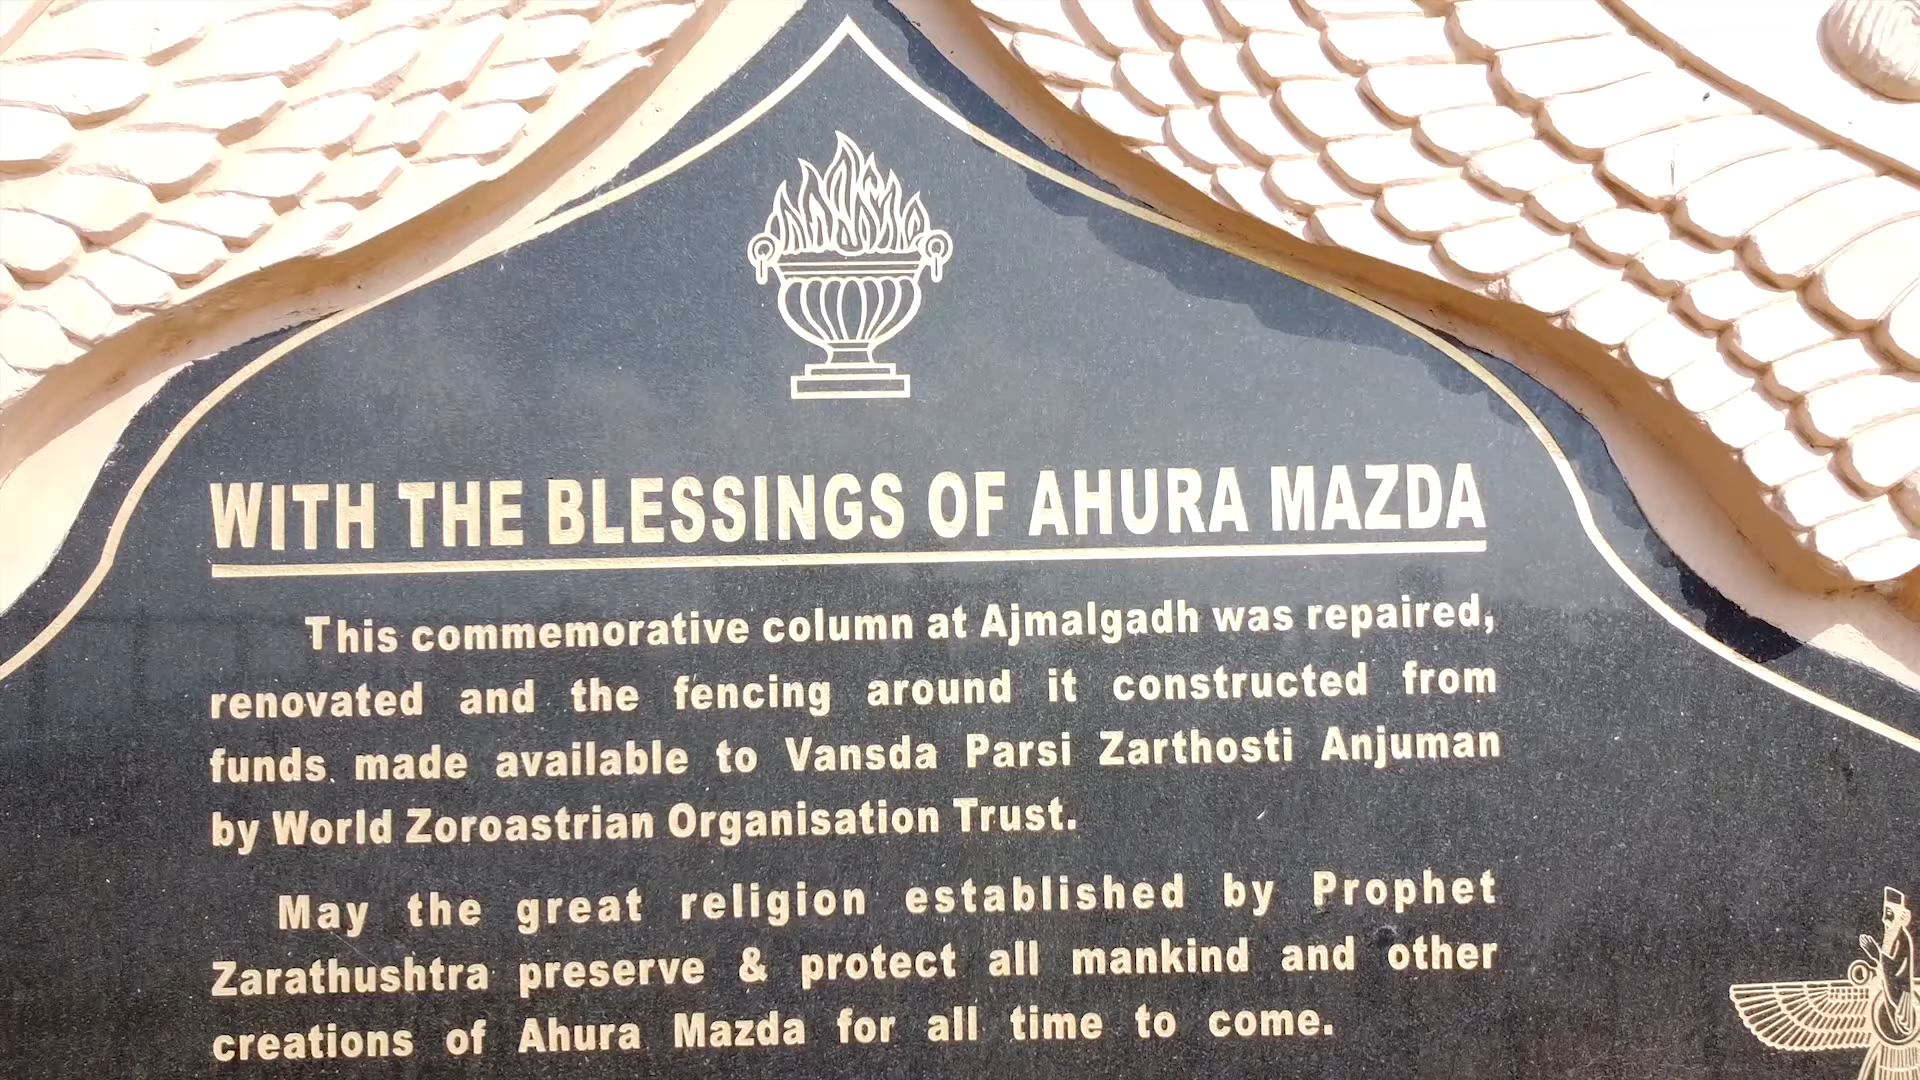 WITH THE BLESSINGS OF AHURA MAZDA
This commemorative column at Ajmalgadh was repaired,
renovated and the fencing around it constructed from
funds made available to Vansda Parsi Zarthosti Anjuman
by World Zoroastrian Organisation Trust.
May the great religion established by Prophet
Zarathushtra preserve & protect all mankind and other
creations of Ahura Mazda for all time to come.